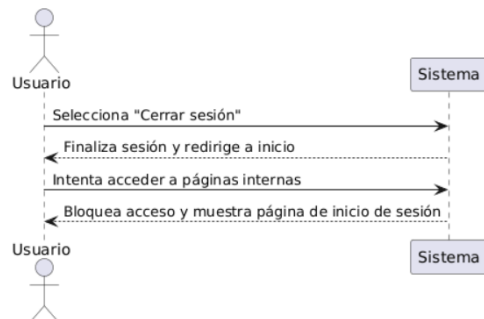 Usuario
Sistema
Selecciona "Cerrar sesión"
Finaliza sesión y redirige a inicio
Intenta acceder a páginas internas
Bloquea acceso y muestra página de inicio de sesión
Usuario
Sistema